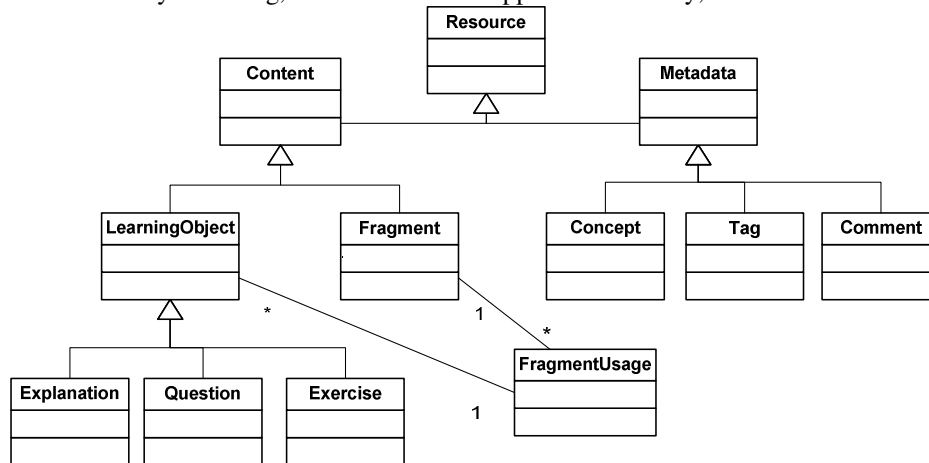 Resource
Content
Metadata
LearningObject
Fragment
Concept
Tag
Comment
*
1
*
FragmentUsage
1
Explanation
Question
Exercise